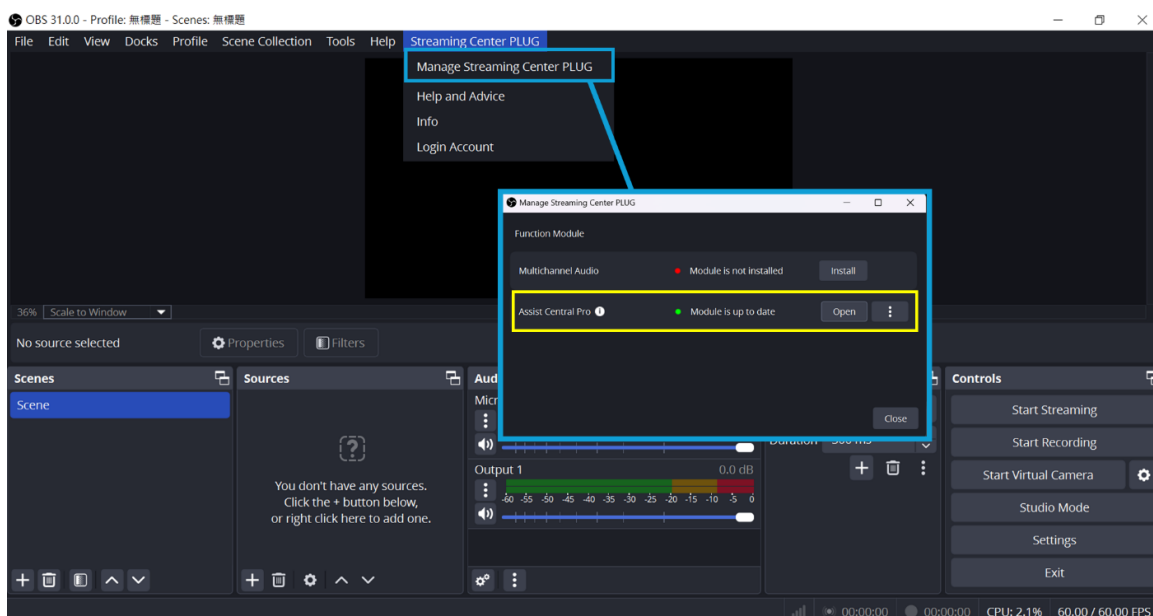 OBS 31.0.0 - Profile: 無標題 - Scenes: 無標題
File Edit View Docks Profile Scene Collection Tools Help Streaming Center PLUG
Manage Streaming Center PLUG
Help and Advice
Info
Login Account
Manage Streaming Center PLUG
Function Module
Multichannel Audio Module is not installed Install
Assist Central Pro Module is up to date Open
Close
36% Scale to Window
No source selected Properties Filters
Scenes
Scene
Sources
You don't have any sources.
Click the + button below,
or right click here to add one.
Output 1 0.0 dB
-60 -55 -50 -45 -40 -35 -30 -25 -20 -15 -10 -5 0
Controls
Start Streaming
Start Recording
Start Virtual Camera
Studio Mode
Settings
Exit
00:00:00 00:00:00 CPU: 2.1% 60.00 / 60.00 FPS